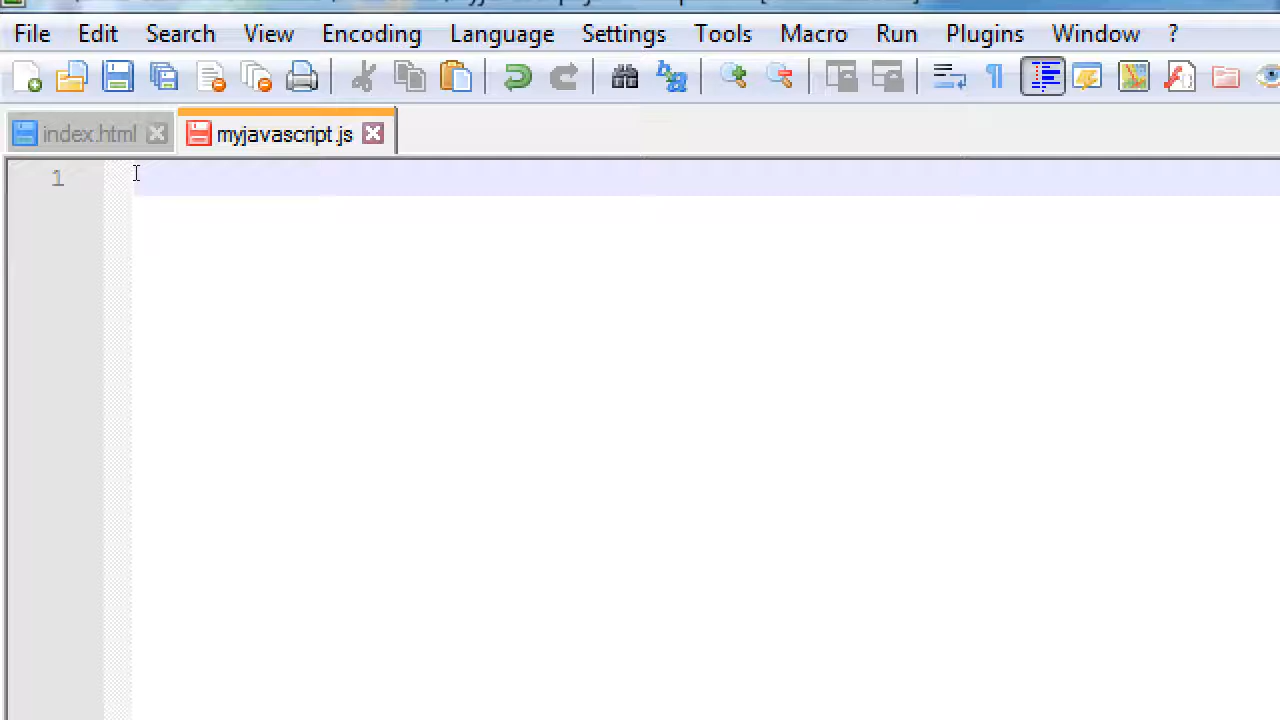 File Edit Search View Encoding Language Settings Tools Macro Run Plugins Window ?
index.html myjavascript.js
1